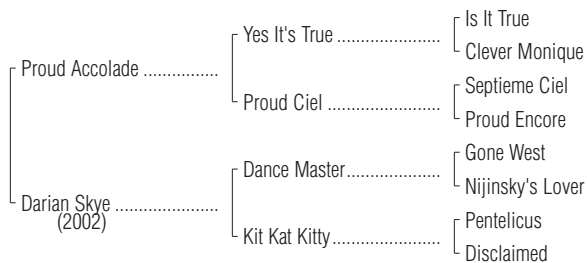 Is It True
Yes It's True ........................
Clever Monique
Proud Accolade .................
Septieme Ciel
Proud Ciel ...........................
Proud Encore
Gone West
Dance Master......................
Nijinsky's Lover
Darian Skye .......................
(2002)
Pentelicus
Kit Kat Kitty.........................
Disclaimed